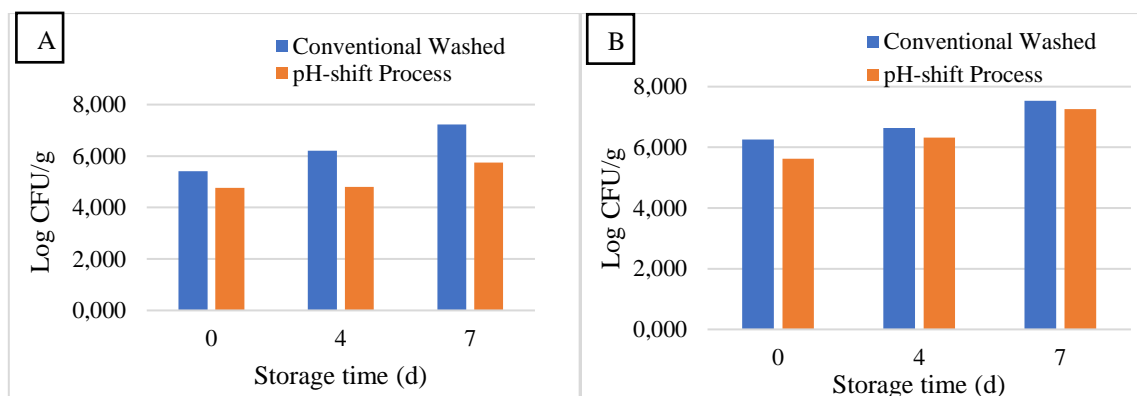 A
Conventional Washed
pH-shift Process
8,000
6,000
4,000
2,000
0,000
Log CFU/g
0 4 7
Storage time (d)
B
Conventional Washed
pH-shift Process
8,000
6,000
4,000
2,000
0,000
Log CFU/g
0 4 7
Storage time (d)